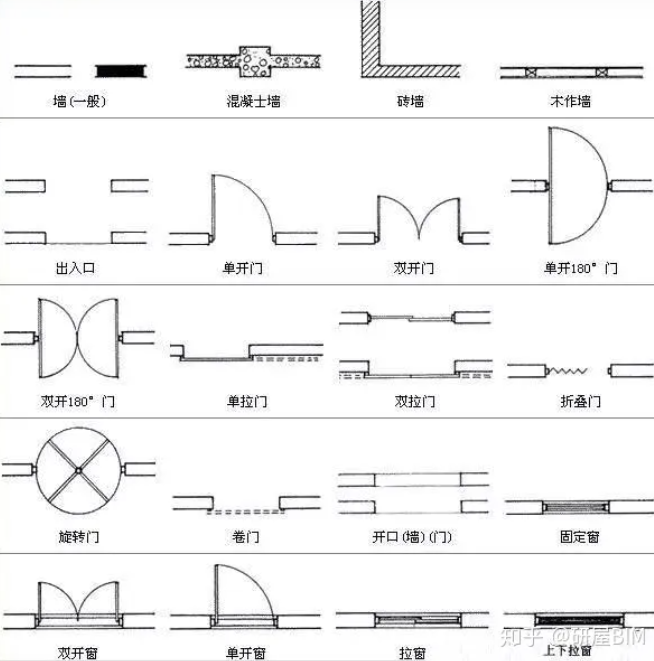 墙(一般) 混凝士墙 砖墙 木作墙
出入口 单开门 双开门 单开180°门
双开180°门 单拉门 双拉门 折叠门
旋转门 卷门 开口(墙)(门) 固定窗
双开窗 单开窗 拉窗 上下拉窗
知乎 @研屋BIM